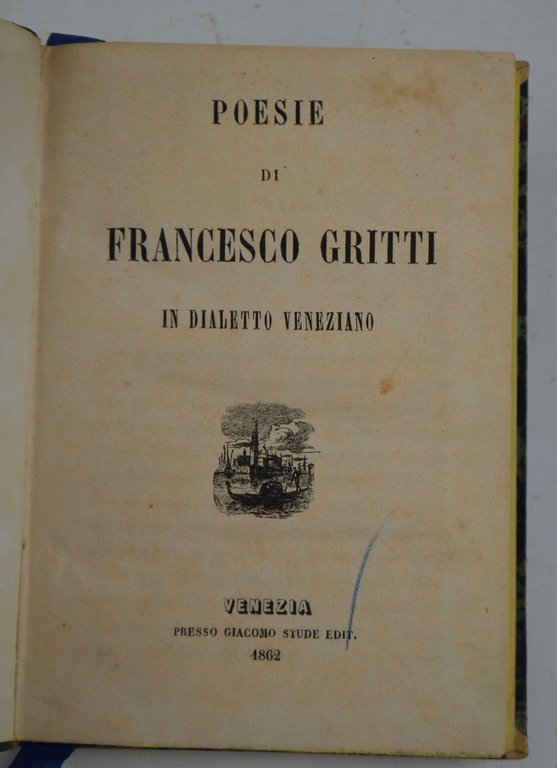 POESIE
DI
FRANCESCO GRITTI
IN DIALETTO VENEZIANO
VENEZIA
PRESSO GIACOMO STUDE EDIT.
1862